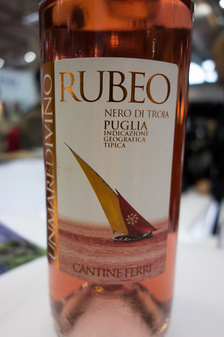 RUBEO
NERO DI TROIA
PUGLIA
INDICAZIONE
GEOGRAFICA
TIPICA
UNMAREDIVINO
CANTINE FERRI